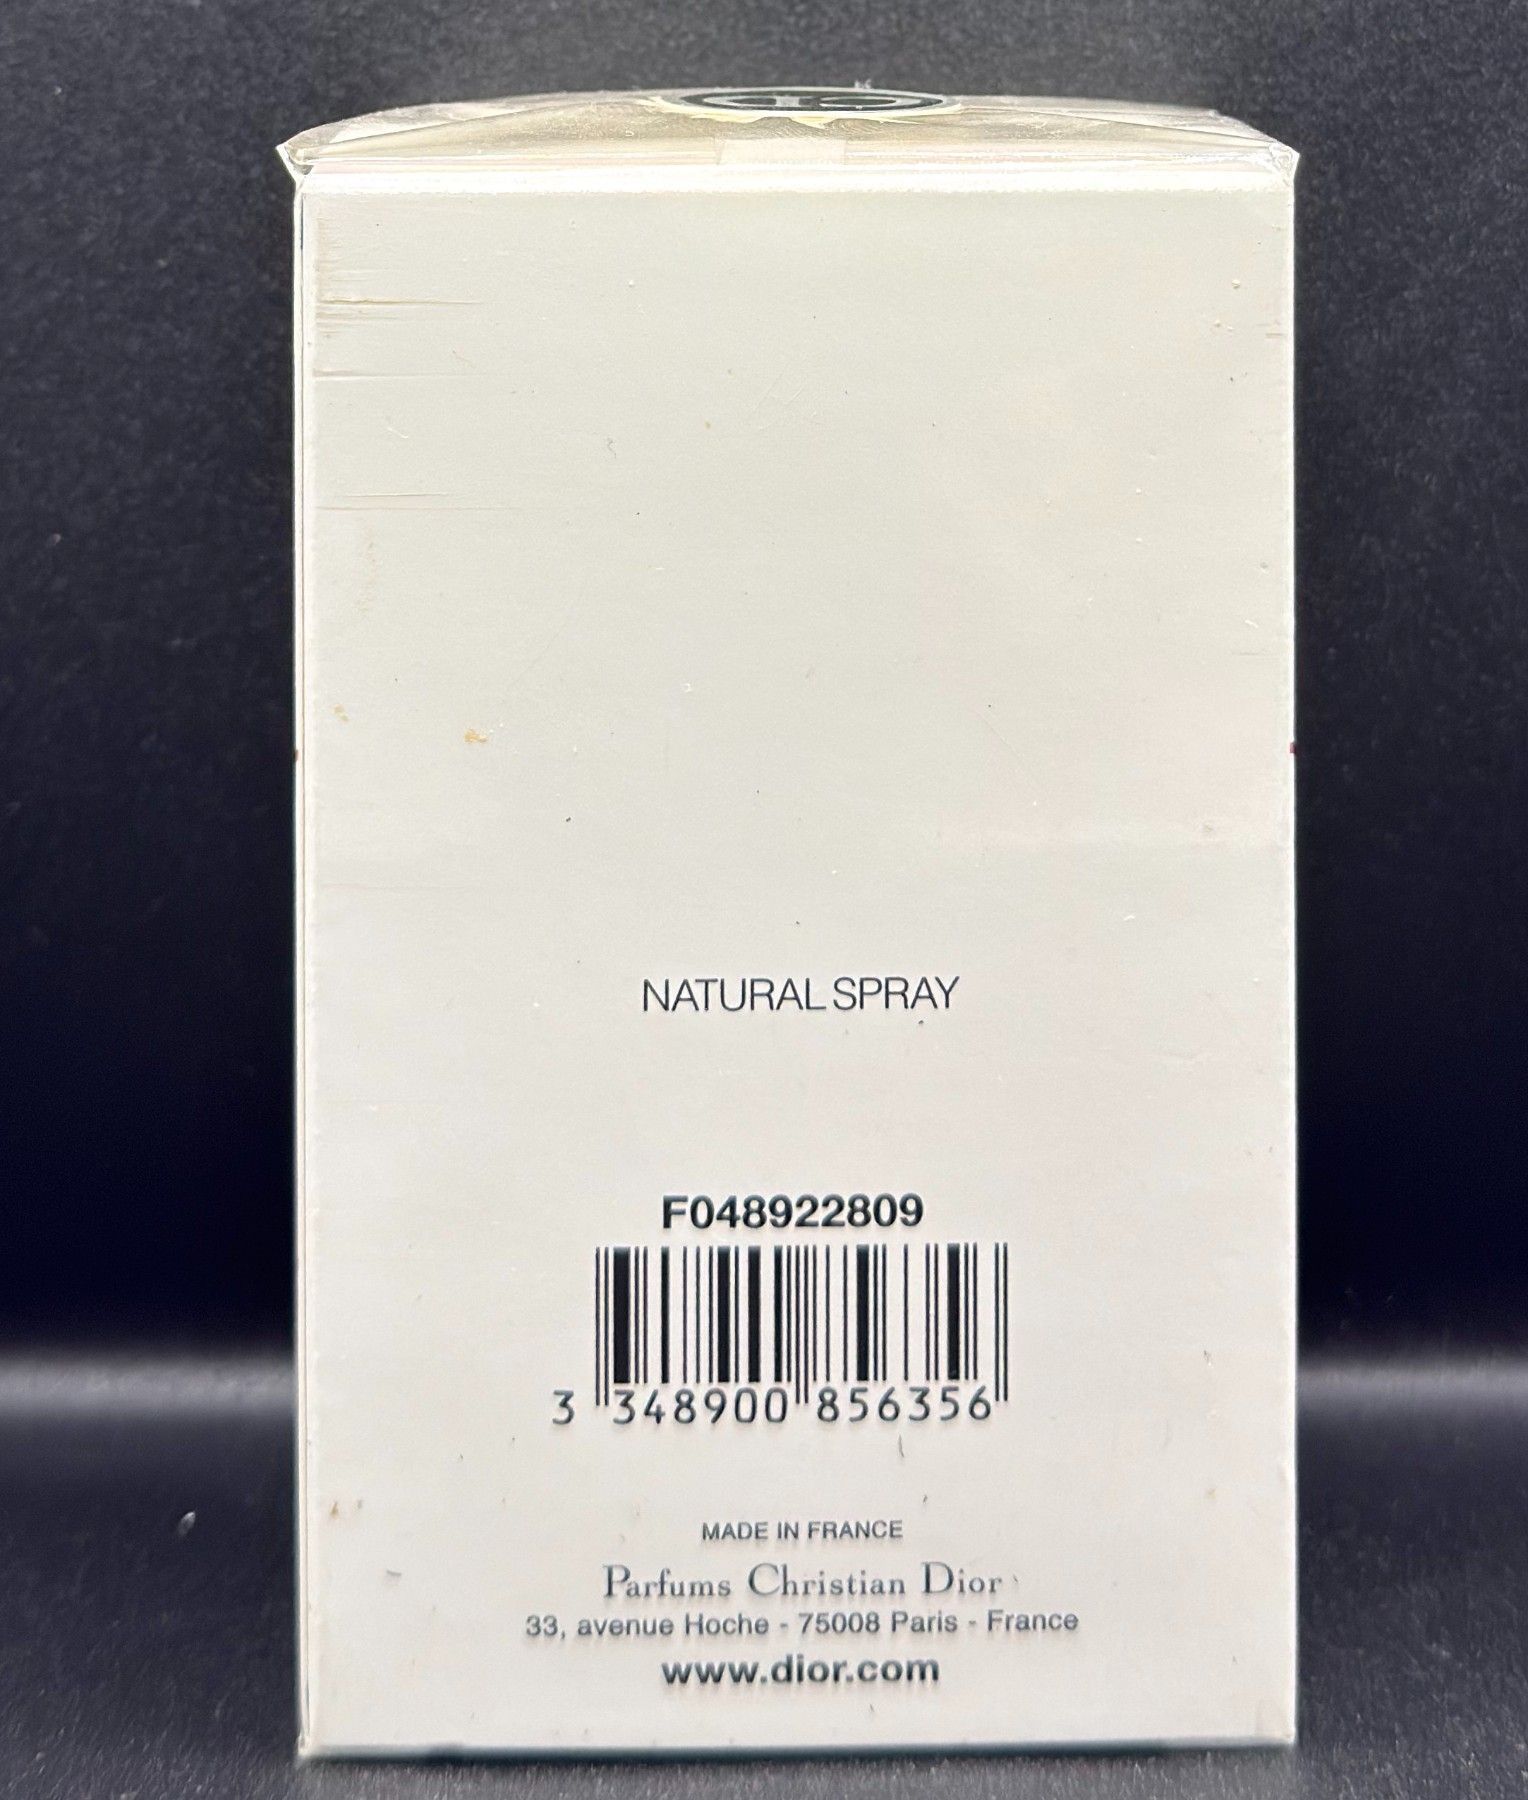 NATURAL SPRAY
F048922809
3 348900 856356
MADE IN FRANCE
Parfums Christian Dior
33, avenue Hoche - 75008 Paris - France
www.dior.com